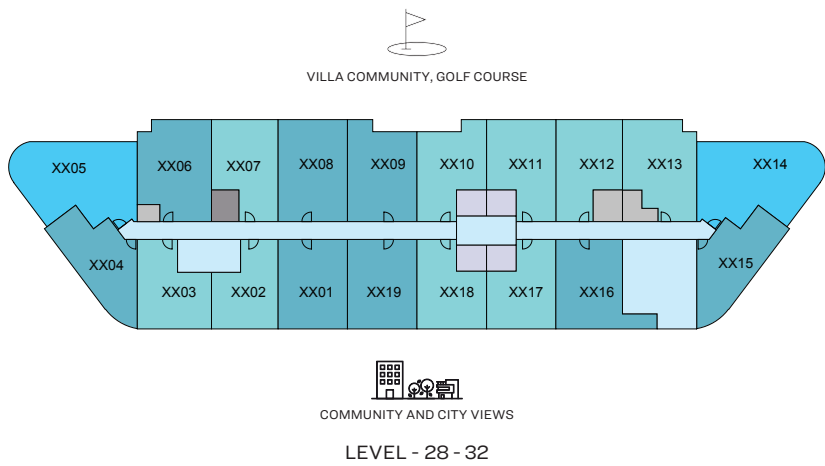 VILLA COMMUNITY, GOLF COURSE
XX05
XX06
XX07
XX08
XX09
XX10
XX11
XX12
XX13
XX14
XX04
XX03
XX02
XX01
XX19
XX18
XX17
XX16
XX15
COMMUNITY AND CITY VIEWS
LEVEL - 28 - 32